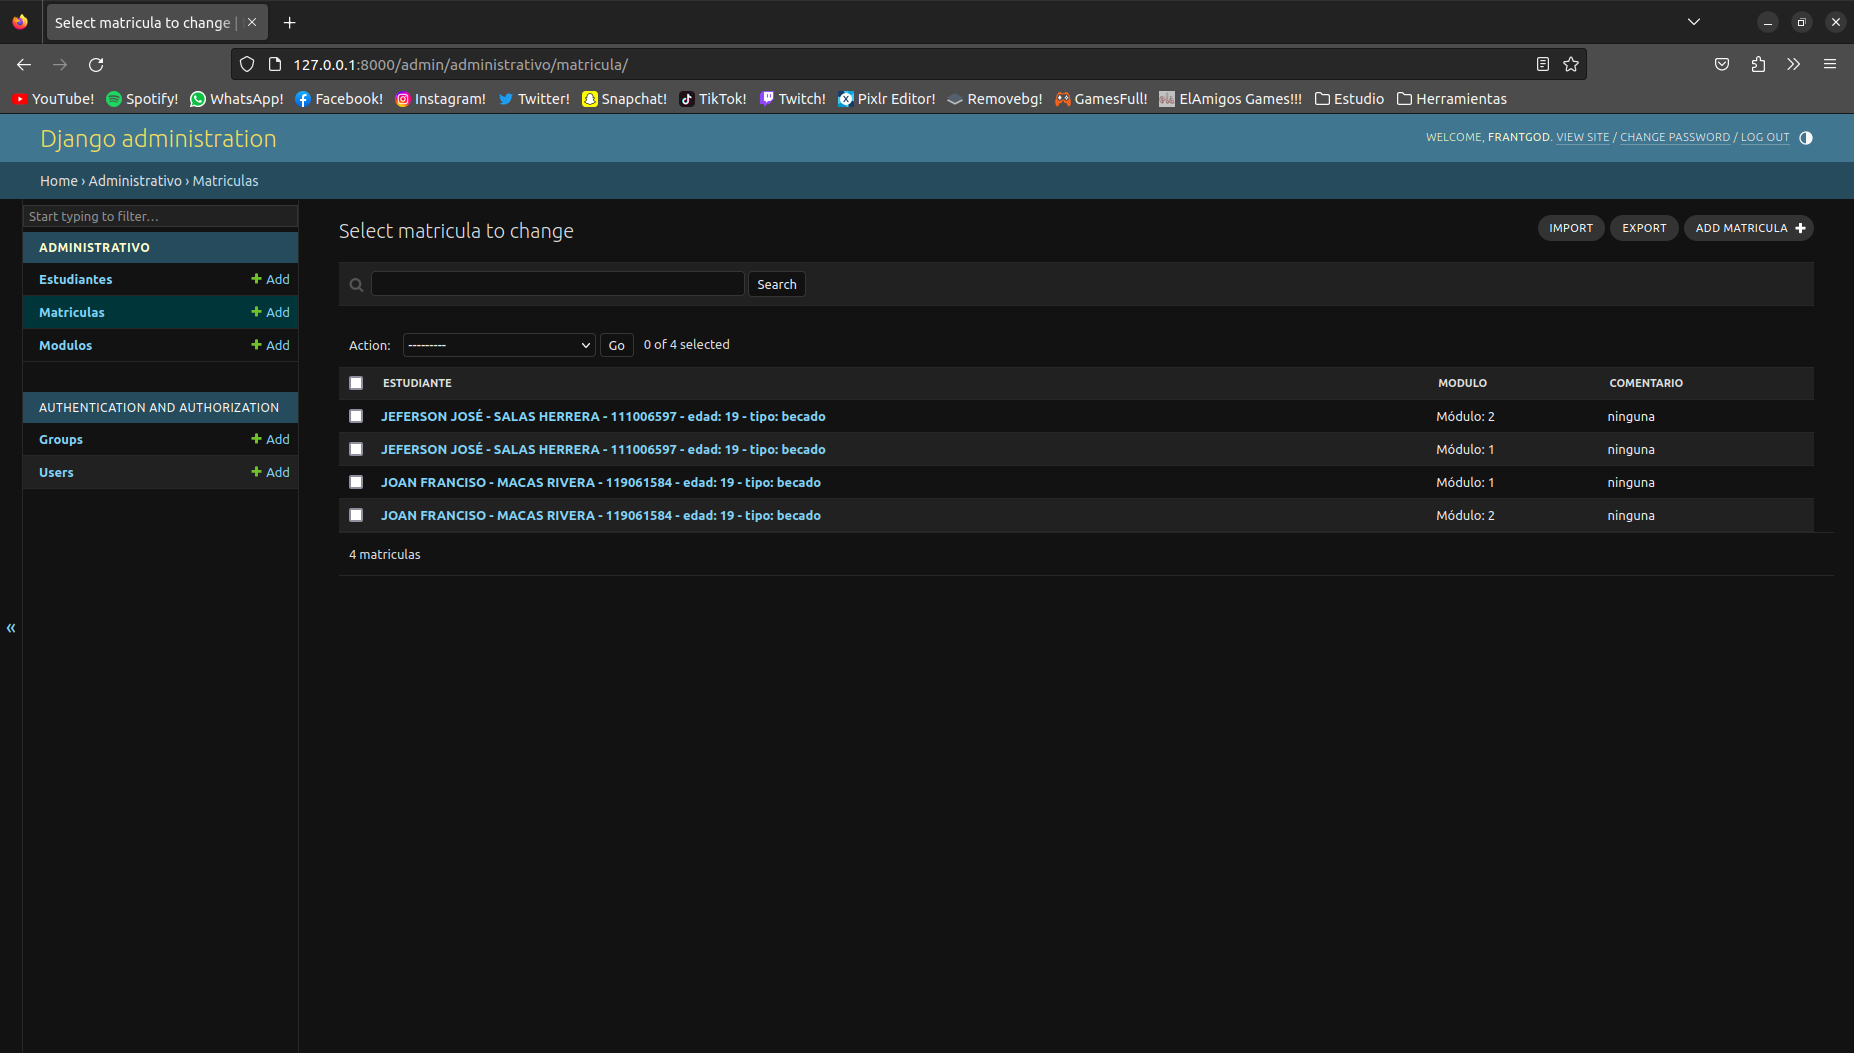 Select matricula to change |
127.0.0.1:8000/admin/administrativo/matricula/
YouTube! Spotify! WhatsApp! Facebook! Instagram! Twitter! Snapchat! TikTok! Twitch! Pixlr Editor! Removebg! GamesFull! ElAmigos Games!!! Estudio Herramientas
Django administration
WELCOME, FRANTGOD. VIEW SITE / CHANGE PASSWORD / LOG OUT
Home › Administrativo › Matriculas
Start typing to filter...
ADMINISTRATIVO
Estudiantes + Add
Matriculas + Add
Modulos + Add
AUTHENTICATION AND AUTHORIZATION
Groups + Add
Users + Add
«
Select matricula to change
IMPORT EXPORT ADD MATRICULA +
Search
Action: --------- Go 0 of 4 selected
ESTUDIANTE MODULO COMENTARIO
JEFERSON JOSÉ - SALAS HERRERA - 111006597 - edad: 19 - tipo: becado Módulo: 2 ninguna
JEFERSON JOSÉ - SALAS HERRERA - 111006597 - edad: 19 - tipo: becado Módulo: 1 ninguna
JOAN FRANCISO - MACAS RIVERA - 119061584 - edad: 19 - tipo: becado Módulo: 1 ninguna
JOAN FRANCISO - MACAS RIVERA - 119061584 - edad: 19 - tipo: becado Módulo: 2 ninguna
4 matriculas